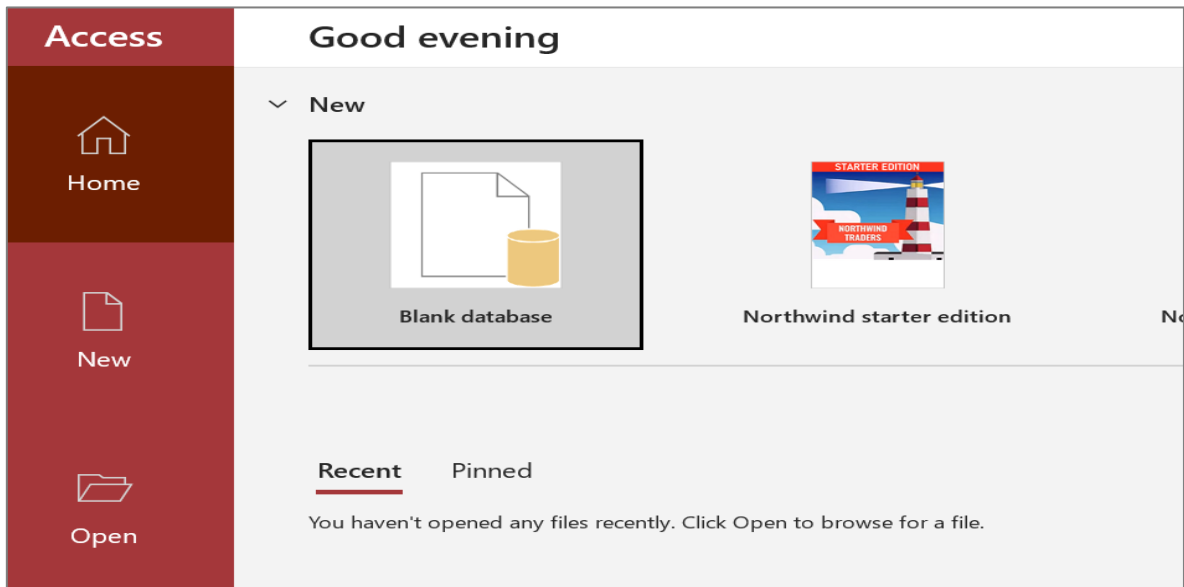 Access
Good evening
Home
New
New
Open
STARTER EDITION
NORTHWIND
TRADERS
Blank database
Northwind starter edition
Recent
Pinned
You haven't opened any files recently. Click Open to browse for a file.